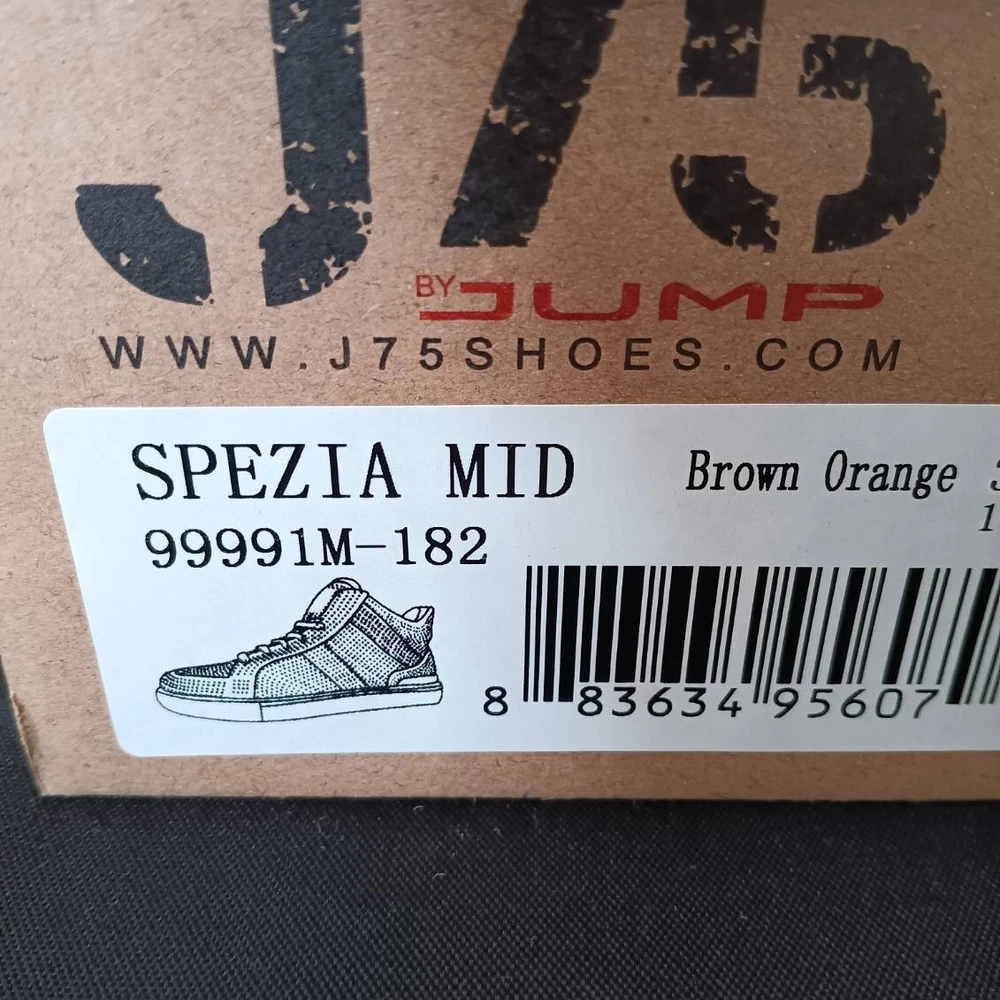 J75
BY JUMP
WWW.J75SHOES.COM
SPEZIA MID
Brown Orange
99991M-182
8 83634 95607